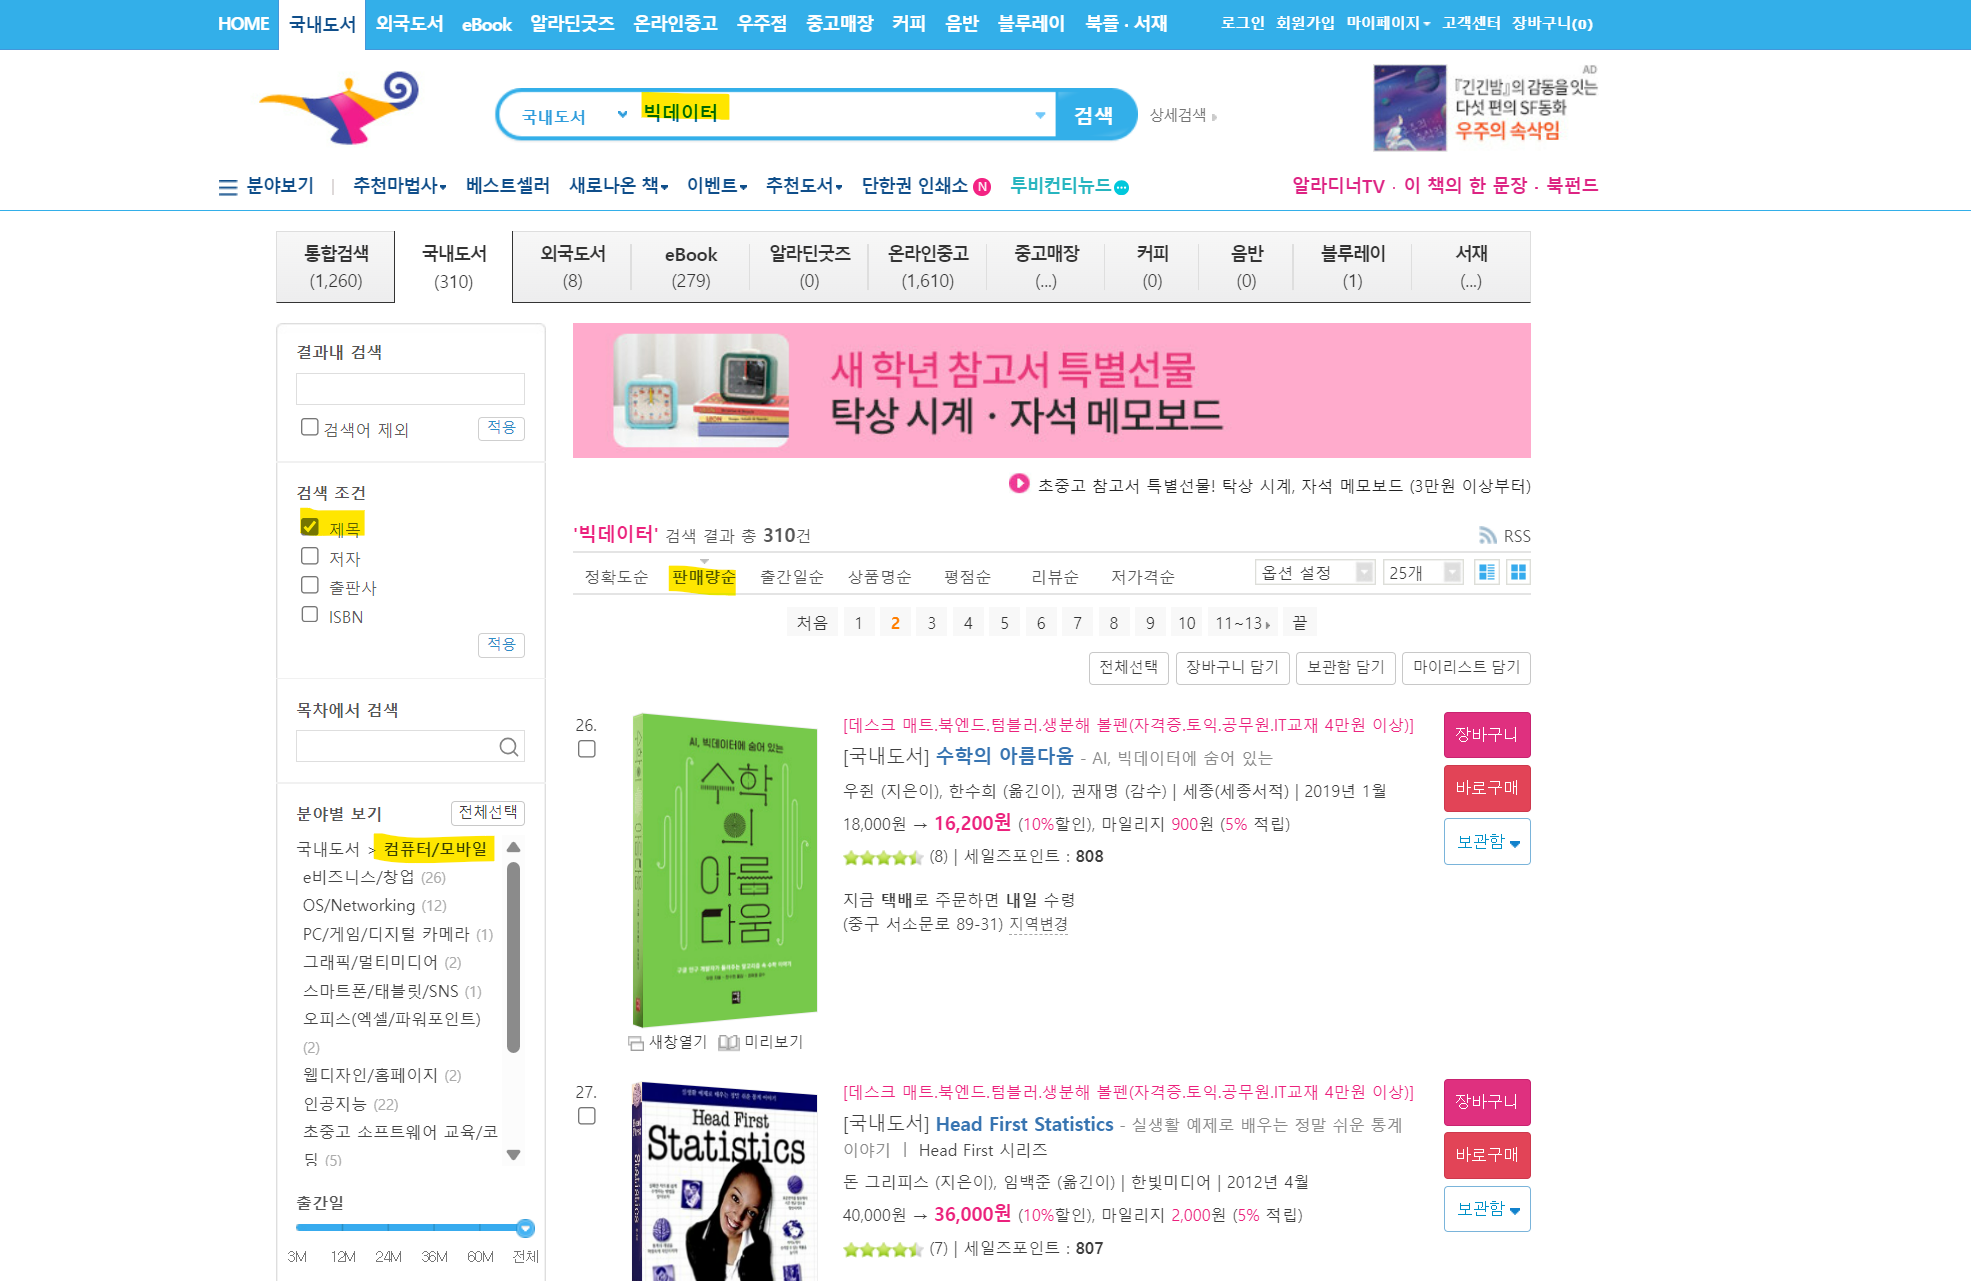 HOME 국내도서 외국도서 eBook 알라딘굿즈 온라인중고 우주점 중고매장 커피 음반 블루레이 북플 · 서재 로그인 회원가입 마이페이지 고객센터 장바구니(0)
국내도서 빅데이터 검색 상세검색
AD
『긴긴밤』의 감동을 잇는
다섯 편의 SF동화
우주의 속삭임
분야보기 | 추천마법사 베스트셀러 새로나온 책 이벤트 추천도서 단한권 인쇄소 N 투비컨티뉴드 알라디너TV · 이 책의 한 문장 · 북펀드
통합검색 국내도서 외국도서 eBook 알라딘굿즈 온라인중고 중고매장 커피 음반 블루레이 서재
(1,260) (310) (8) (279) (0) (1,610) (...) (0) (0) (1) (...)
결과내 검색
검색어 제외 적용
검색 조건
제목
저자
출판사
ISBN
적용
목차에서 검색
분야별 보기 전체선택
국내도서 > 컴퓨터/모바일
e비즈니스/창업 (26)
OS/Networking (12)
PC/게임/디지털 카메라 (1)
그래픽/멀티미디어 (2)
스마트폰/태블릿/SNS (1)
오피스(엑셀/파워포인트)
(2)
웹디자인/홈페이지 (2)
인공지능 (22)
초중고 소프트웨어 교육/코
딩 (5)
출간일
3M 12M 24M 36M 60M 전체
새 학년 참고서 특별선물
탁상 시계 · 자석 메모보드
초중고 참고서 특별선물! 탁상 시계, 자석 메모보드 (3만원 이상부터)
'빅데이터' 검색 결과 총 310건 RSS
정확도순 판매량순 출간일순 상품명순 평점순 리뷰순 저가격순 옵션 설정 25개
처음 1 2 3 4 5 6 7 8 9 10 11~13 끝
전체선택 장바구니 담기 보관함 담기 마이리스트 담기
26.
AI, 빅데이터에 숨어 있는
수학
의
아름
다움
새창열기 미리보기
[데스크 매트.북엔드.텀블러.생분해 볼펜(자격증.토익.공무원.IT교재 4만원 이상)]
[국내도서] 수학의 아름다움 - AI, 빅데이터에 숨어 있는
우쥔 (지은이), 한수희 (옮긴이), 권재명 (감수) | 세종(세종서적) | 2019년 1월
18,000원 → 16,200원 (10%할인), 마일리지 900원 (5% 적립)
(8) | 세일즈포인트 : 808
지금 택배로 주문하면 내일 수령
(중구 서소문로 89-31) 지역변경
장바구니
바로구매
보관함
27.
Head First
Statistics
Statistics
[데스크 매트.북엔드.텀블러.생분해 볼펜(자격증.토익.공무원.IT교재 4만원 이상)]
[국내도서] Head First Statistics - 실생활 예제로 배우는 정말 쉬운 통계
이야기 | Head First 시리즈
돈 그리피스 (지은이), 임백준 (옮긴이) | 한빛미디어 | 2012년 4월
40,000원 → 36,000원 (10%할인), 마일리지 2,000원 (5% 적립)
(7) | 세일즈포인트 : 807
장바구니
바로구매
보관함